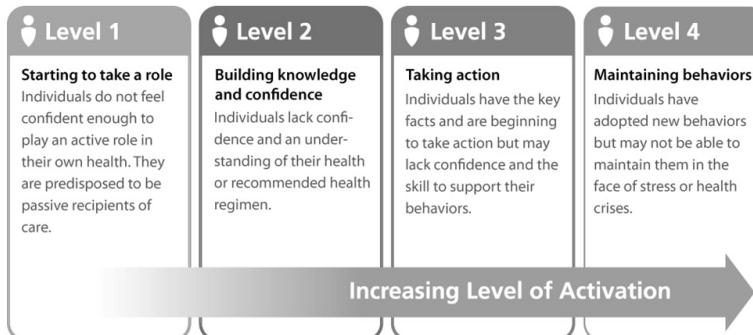 Level 1
Starting to take a role
Individuals do not feel
confident enough to
play an active role in
their own health. They
are predisposed to be
passive recipients of
care.
Level 2
Building knowledge
and confidence
Individuals lack confi-
dence and an under-
standing of their health
or recommended health
regimen.
Level 3
Taking action
Individuals have the key
facts and are beginning
to take action but may
lack confidence and the
skill to support their
behaviors.
Level 4
Maintaining behaviors
Individuals have
adopted new behaviors
but may not be able to
maintain them in the
face of stress or health
crises.
Increasing Level of Activation